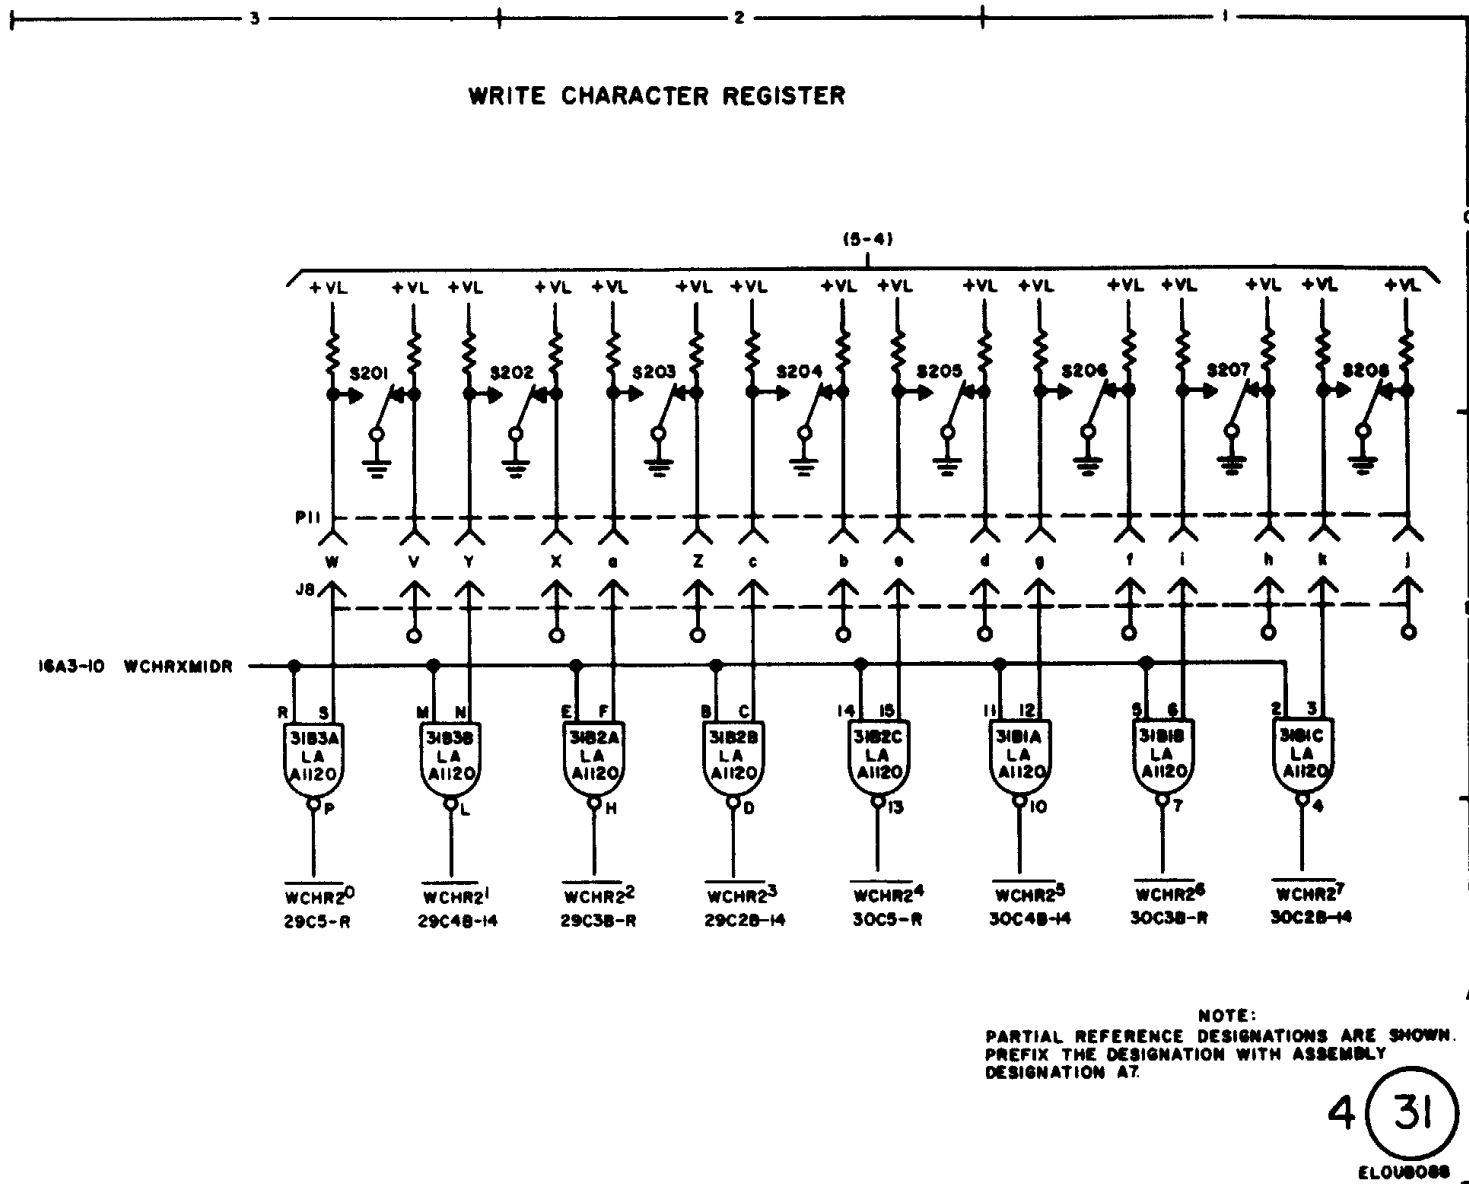 3 2 1
WRITE CHARACTER REGISTER
C
(5-4)
+VL +VL +VL +VL +VL +VL +VL +VL +VL +VL +VL +VL +VL +VL +VL +VL
S201 S202 S203 S204 S205 S206 S207 S208
P11
W V Y X a Z c b e d g f i h k j
J8
16A3-10 WCHRXMIDR
R S M N E F B C 14 15 11 12 5 6 2 3
31B3A 31B3B 31B2A 31B2B 31B2C 31B1A 31B1B 31B1C
LA LA LA LA LA LA LA LA
A1120 A1120 A1120 A1120 A1120 A1120 A1120 A1120
P L H D 13 10 7 4
WCHR2⁰ WCHR2¹ WCHR2² WCHR2³ WCHR2⁴ WCHR2⁵ WCHR2⁶ WCHR2⁷
29C5-R 29C4B-14 29C3B-R 29C2B-14 30C5-R 30C4B-14 30C3B-R 30C2B-14
NOTE:
PARTIAL REFERENCE DESIGNATIONS ARE SHOWN.
PREFIX THE DESIGNATION WITH ASSEMBLY
DESIGNATION A7.
4 31